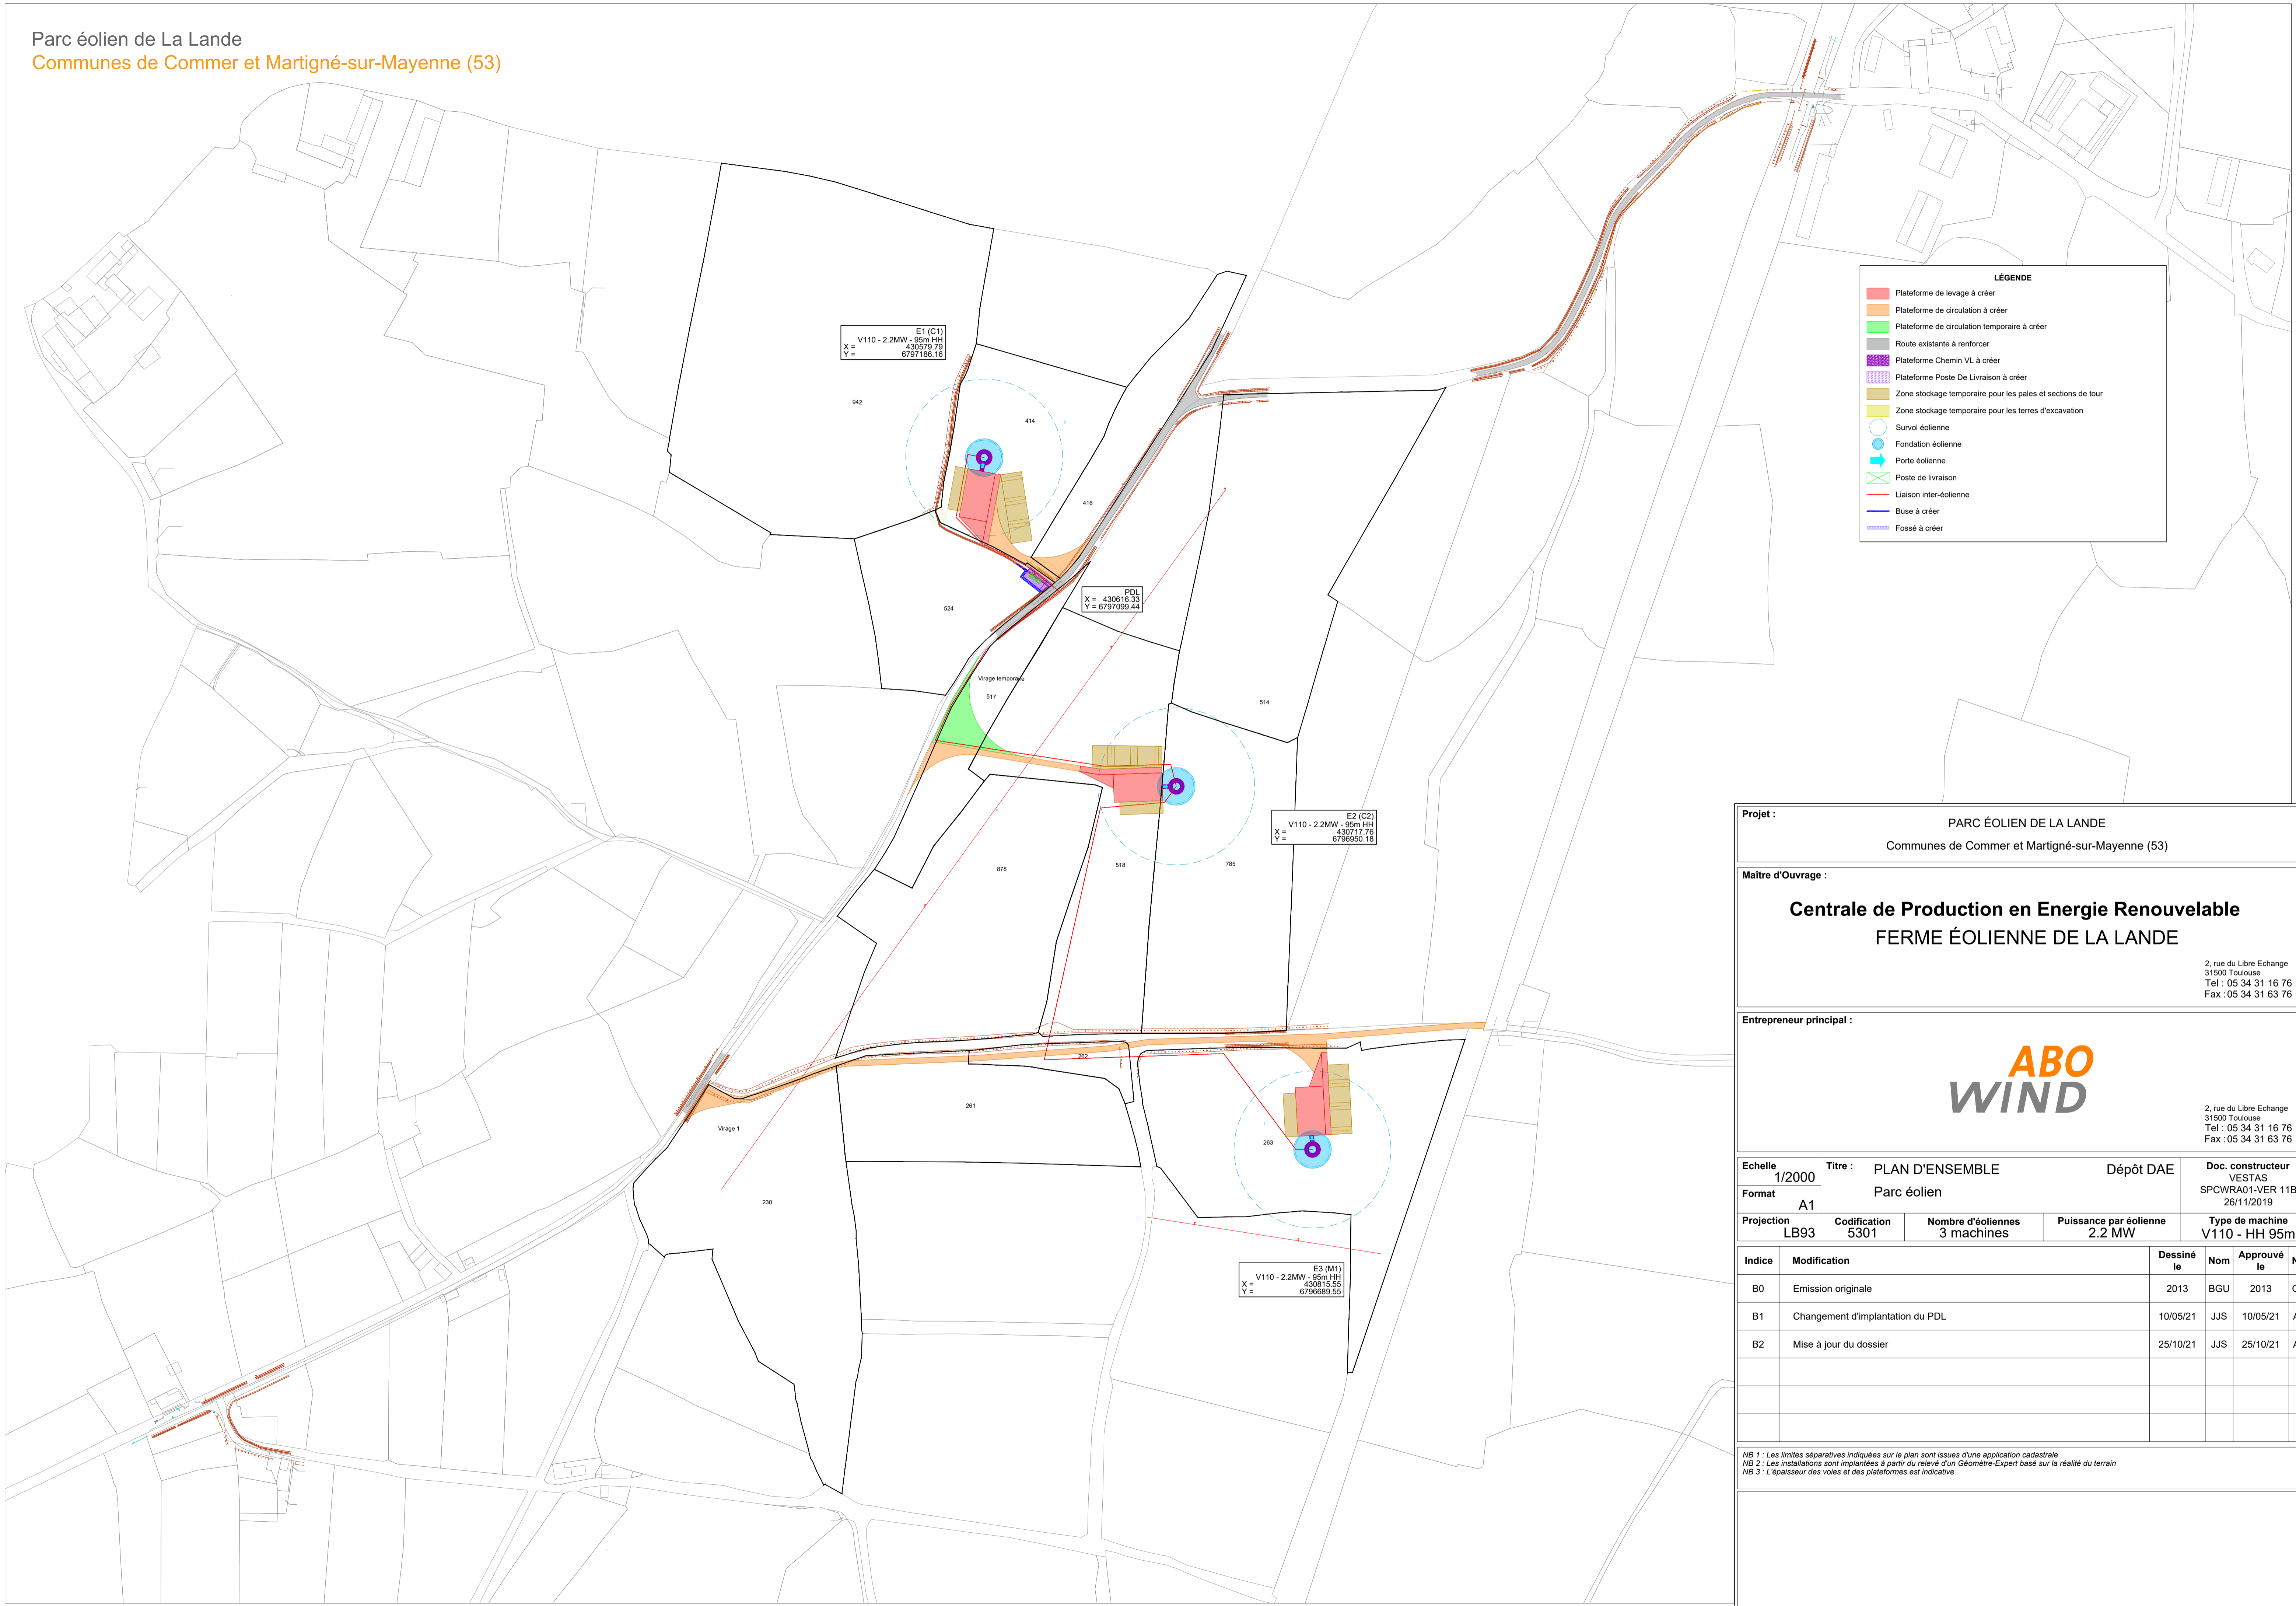 Parc éolien de La Lande
Communes de Commer et Martigné-sur-Mayenne (53)
E1 (C1)
V110 - 2.2MW - 95m HH
X = 430579.79
Y = 6797186.16
942
414
416
524
PDL
X = 430616.33
Y = 6797099.44
Virage temporaire
517
514
E2 (C2)
V110 - 2.2MW - 95m HH
X = 430717.76
Y = 6796950.18
878
518
785
262
261
Virage 1
263
230
E3 (M1)
V110 - 2.2MW - 95m HH
X = 430815.55
Y = 6796689.55
LÉGENDE
Plateforme de levage à créer
Plateforme de circulation à créer
Plateforme de circulation temporaire à créer
Route existante à renforcer
Plateforme Chemin VL à créer
Plateforme Poste De Livraison à créer
Zone stockage temporaire pour les pales et sections de tour
Zone stockage temporaire pour les terres d'excavation
Survol éolienne
Fondation éolienne
Porte éolienne
Poste de livraison
Liaison inter-éolienne
Buse à créer
Fossé à créer
Projet :
PARC ÉOLIEN DE LA LANDE
Communes de Commer et Martigné-sur-Mayenne (53)
Maître d'Ouvrage :
Centrale de Production en Energie Renouvelable
FERME ÉOLIENNE DE LA LANDE
2, rue du Libre Echange
31500 Toulouse
Tel : 05 34 31 16 76
Fax : 05 34 31 63 76
Entrepreneur principal :
ABO
WIND
2, rue du Libre Echange
31500 Toulouse
Tel : 05 34 31 16 76
Fax : 05 34 31 63 76
Echelle
1/2000
Titre : PLAN D'ENSEMBLE Dépôt DAE
Parc éolien
Doc. constructeur
VESTAS
SPCWRA01-VER 11B
26/11/2019
Format
A1
Projection
LB93
Codification
5301
Nombre d'éoliennes
3 machines
Puissance par éolienne
2.2 MW
Type de machine
V110 - HH 95m
Indice Modification Dessiné le Nom Approuvé le
B0 Emission originale 2013 BGU 2013
B1 Changement d'implantation du PDL 10/05/21 JJS 10/05/21
B2 Mise à jour du dossier 25/10/21 JJS 25/10/21
NB 1 : Les limites séparatives indiquées sur le plan sont issues d'une application cadastrale
NB 2 : Les installations sont implantées à partir du relevé d'un Géomètre-Expert basé sur la réalité du terrain
NB 3 : L'épaisseur des voies et des plateformes est indicative